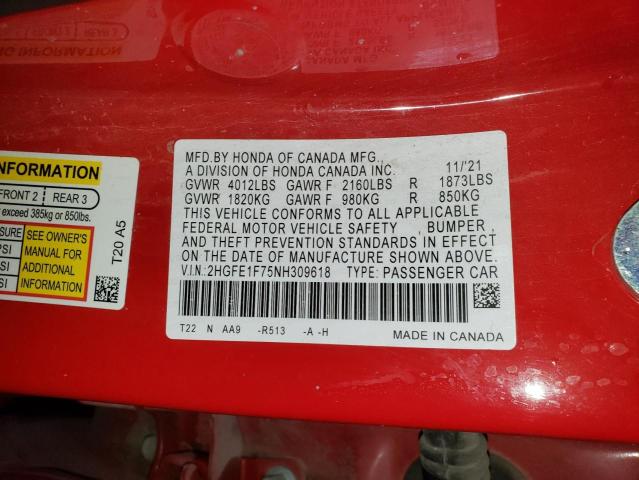 MFD.BY HONDA OF CANADA MFG.,
A DIVISION OF HONDA CANADA INC. 11/'21
GVWR 4012LBS GAWR F 2160LBS R 1873LBS
GVWR 1820KG GAWR F 980KG R 850KG
THIS VEHICLE CONFORMS TO ALL APPLICABLE
FEDERAL MOTOR VEHICLE SAFETY , BUMPER ,
AND THEFT PREVENTION STANDARDS IN EFFECT
ON THE DATE OF MANUFACTURE SHOWN ABOVE.
V.I.N:2HGFE1F75NH309618 TYPE: PASSENGER CAR
T22 N AA9 -R513 -A -H
MADE IN CANADA
INFORMATION
FRONT 2 REAR 3
exceed 385kg or 850lbs.
SEE OWNER'S
MANUAL FOR
ADDITIONAL
INFORMATION
T20 A5